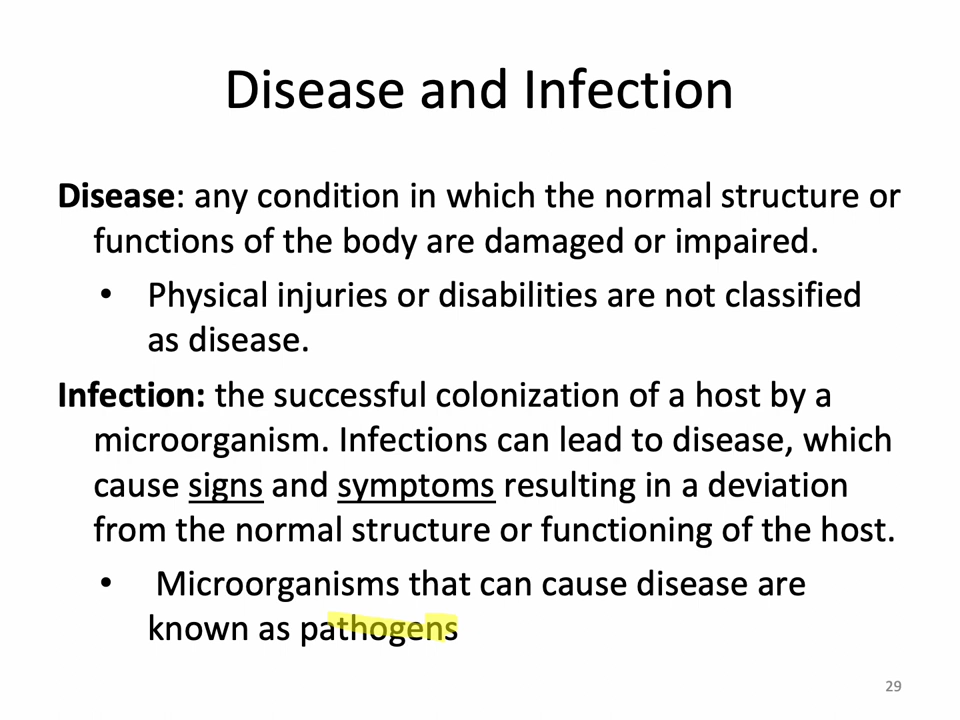 Disease and Infection
Disease: any condition in which the normal structure or
functions of the body are damaged or impaired.
• Physical injuries or disabilities are not classified
as disease.
Infection: the successful colonization of a host by a
microorganism. Infections can lead to disease, which
cause signs and symptoms resulting in a deviation
from the normal structure or functioning of the host.
• Microorganisms that can cause disease are
known as pathogens
29